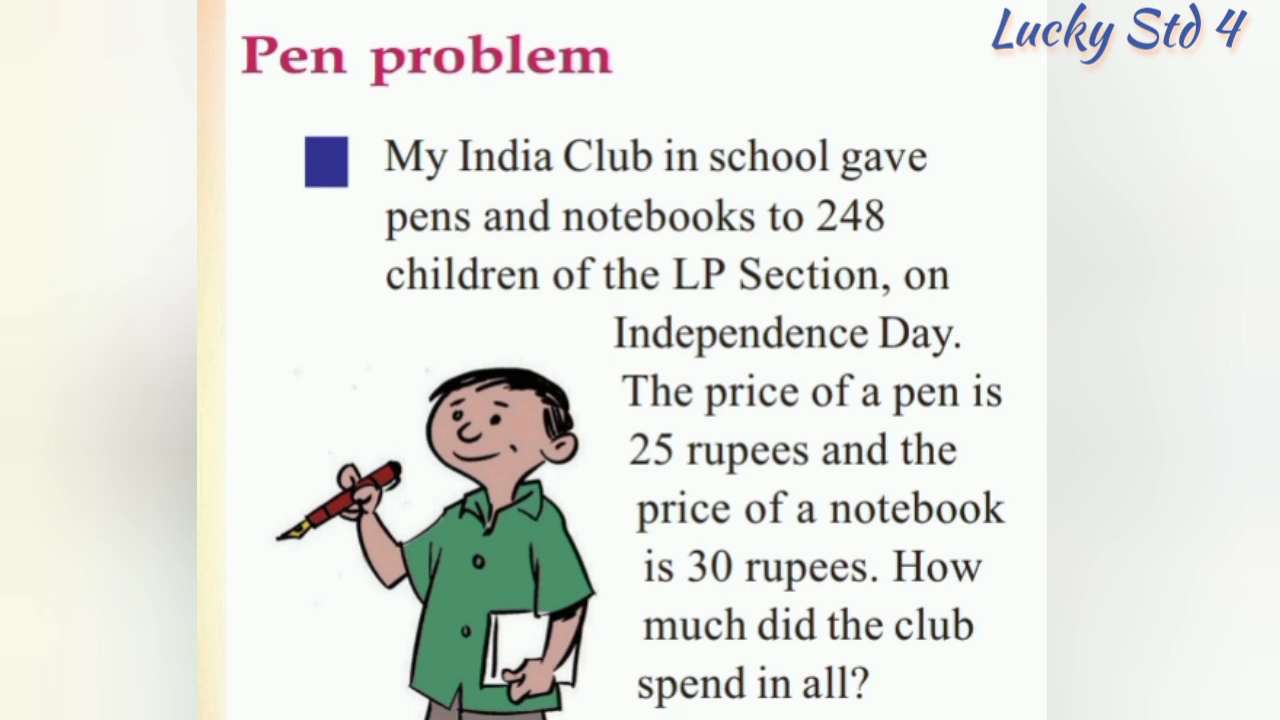 Lucky Std 4
Pen problem
My India Club in school gave
pens and notebooks to 248
children of the LP Section, on
Independence Day.
The price of a pen is
25 rupees and the
price of a notebook
is 30 rupees. How
much did the club
spend in all?